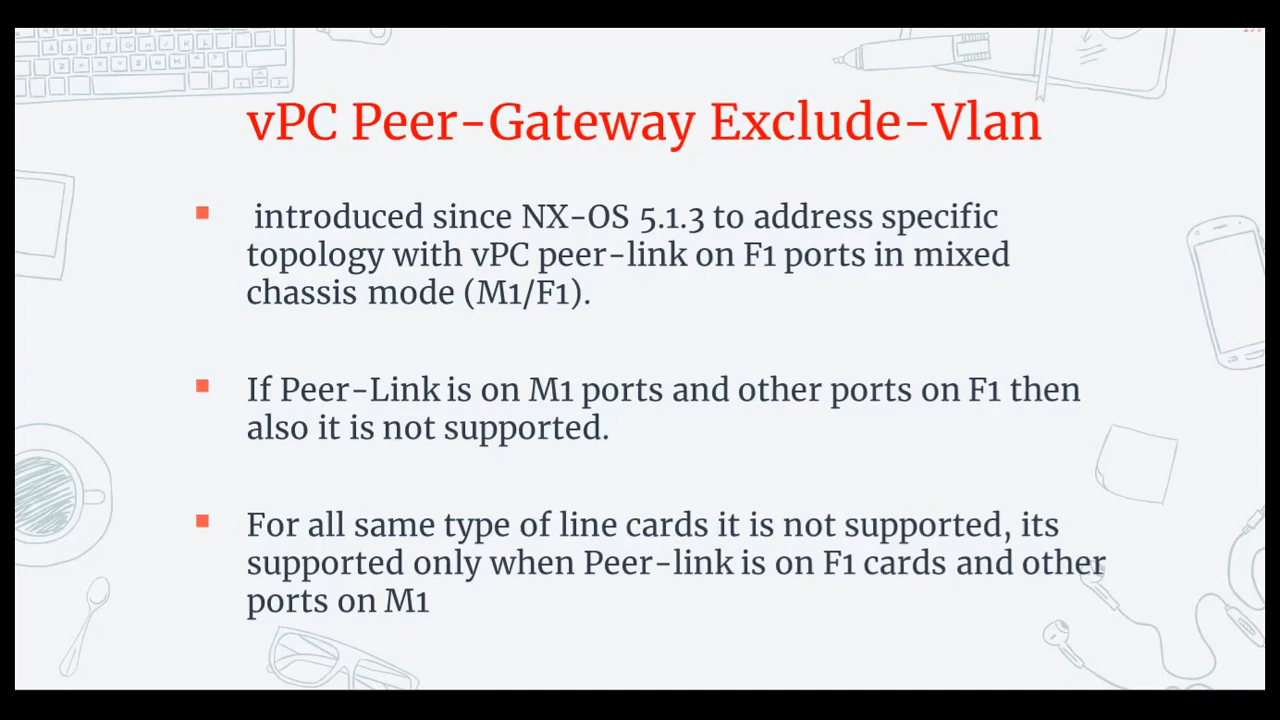 vPC Peer-Gateway Exclude-Vlan
introduced since NX-OS 5.1.3 to address specific
topology with vPC peer-link on F1 ports in mixed
chassis mode (M1/F1).
If Peer-Link is on M1 ports and other ports on F1 then
also it is not supported.
For all same type of line cards it is not supported, its
supported only when Peer-link is on F1 cards and other
ports on M1